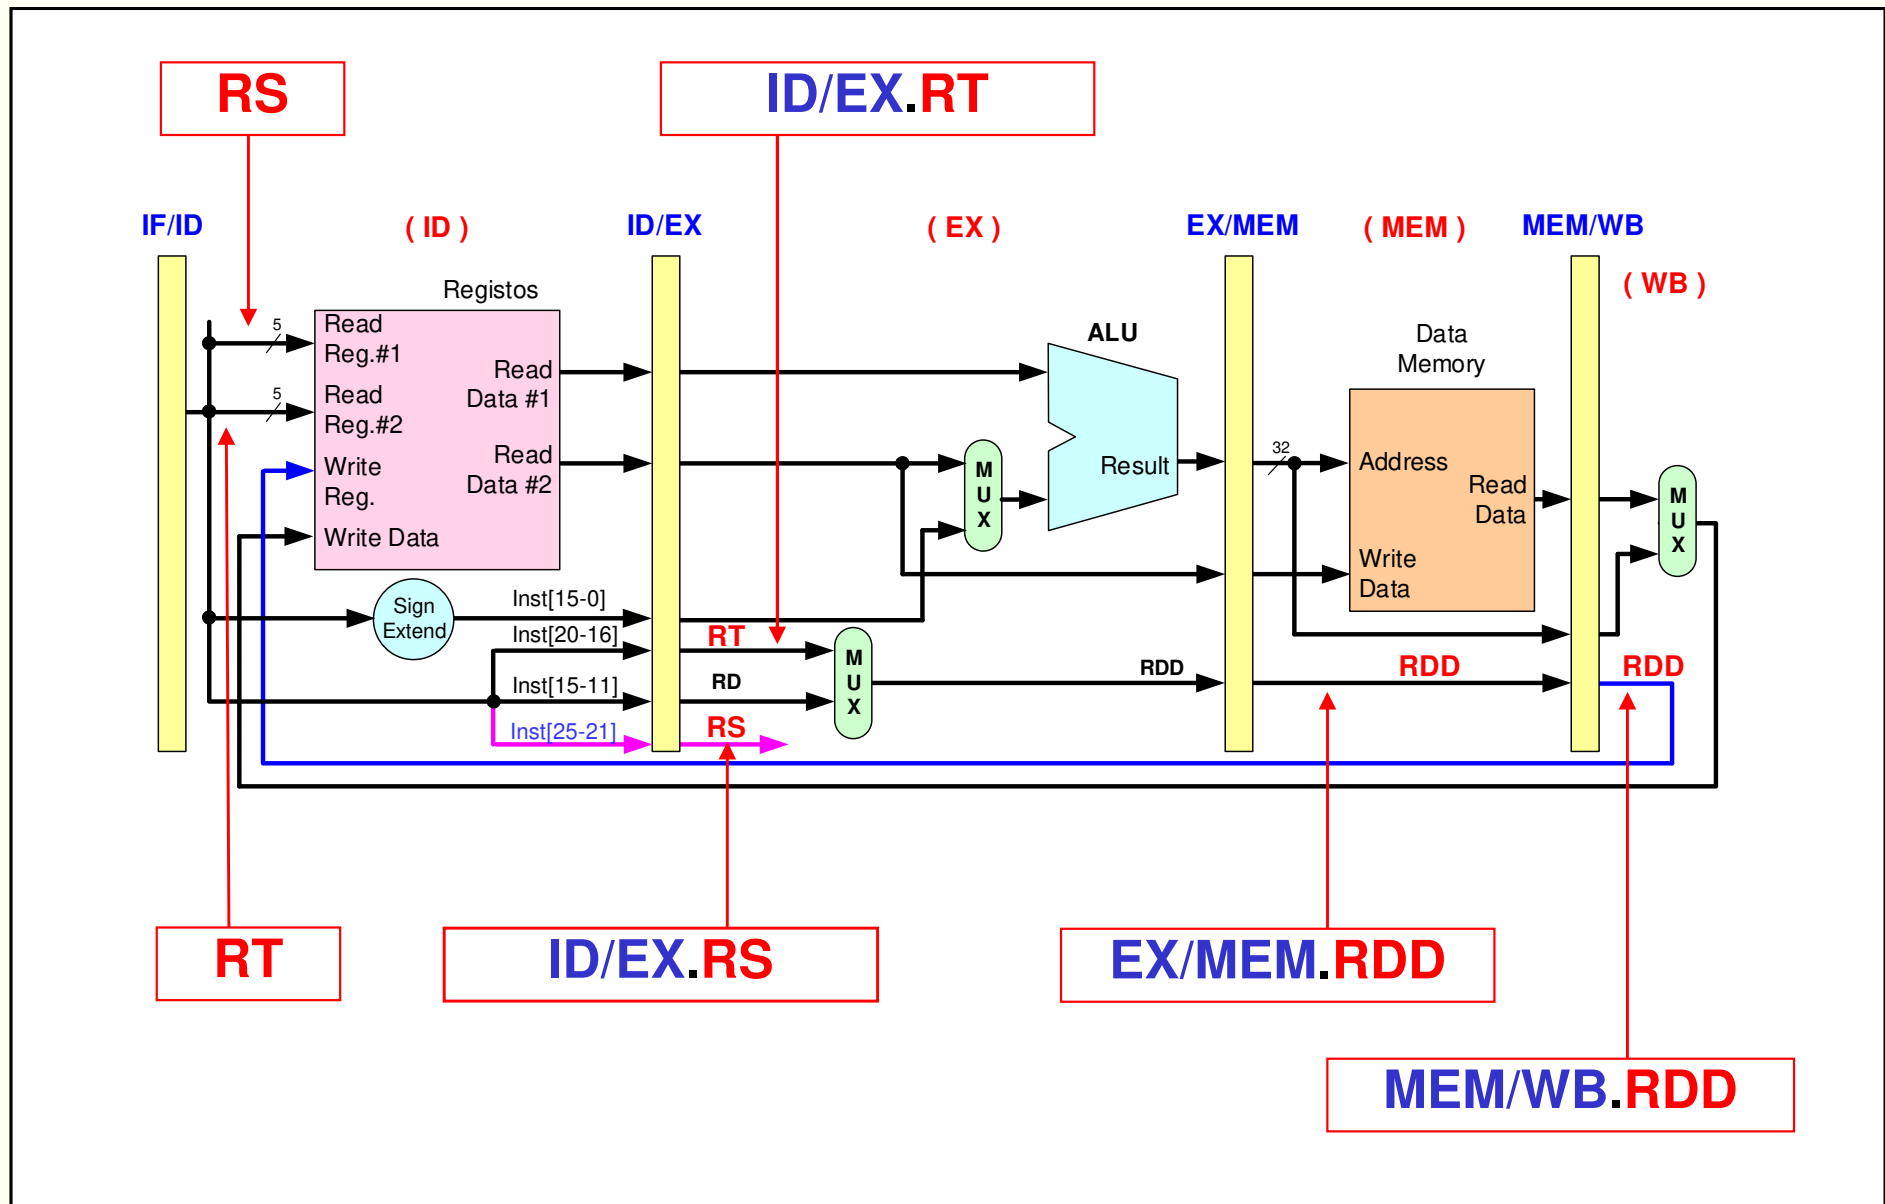 RS
ID/EX.RT
IF/ID
( ID )
ID/EX
( EX )
EX/MEM
( MEM )
MEM/WB
( WB )
Registos
5
Read
Reg.#1
5
Read
Reg.#2
Write
Reg.
Write Data
Read
Data #1
Read
Data #2
ALU
Result
M
U
X
Data
Memory
32
Address
Read
Data
Write
Data
M
U
X
Sign
Extend
Inst[15-0]
Inst[20-16]
Inst[15-11]
Inst[25-21]
RT
RD
RS
M
U
X
RDD
RDD
RDD
RT
ID/EX.RS
EX/MEM.RDD
MEM/WB.RDD